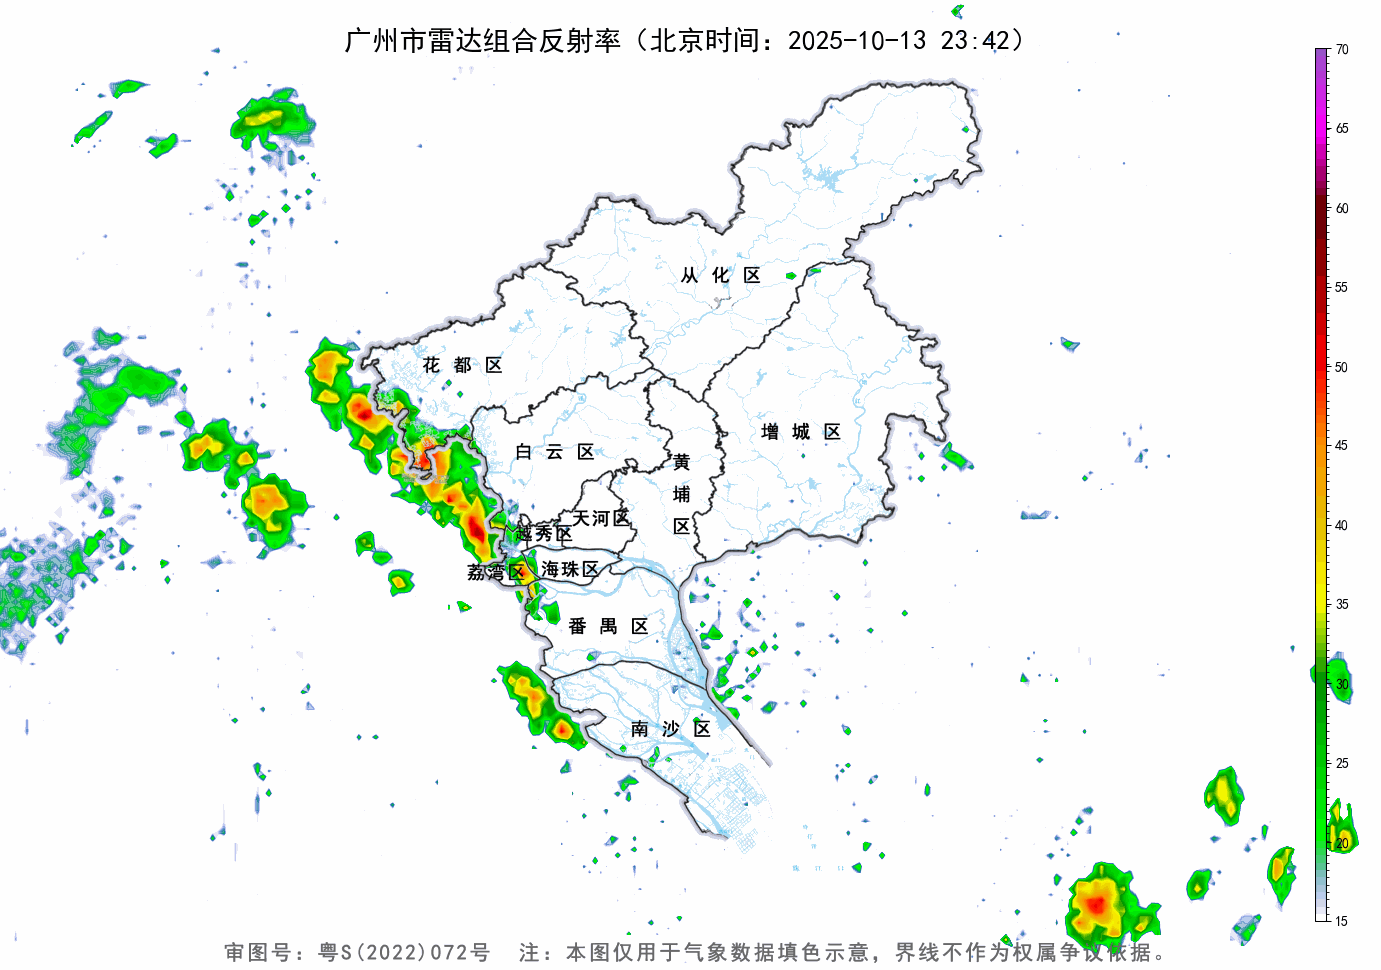 广州市雷达组合反射率（北京时间：2025-10-13 23:42）
70
65
60
55
50
45
40
35
30
25
20
15
从化区
花都区
增城区
白云区
黄埔区
天河区
越秀区
海珠区
荔湾区
番禺区
南沙区
审图号：粤S(2022)072号 注：本图仅用于气象数据填色示意，界线不作为权属争议依据。